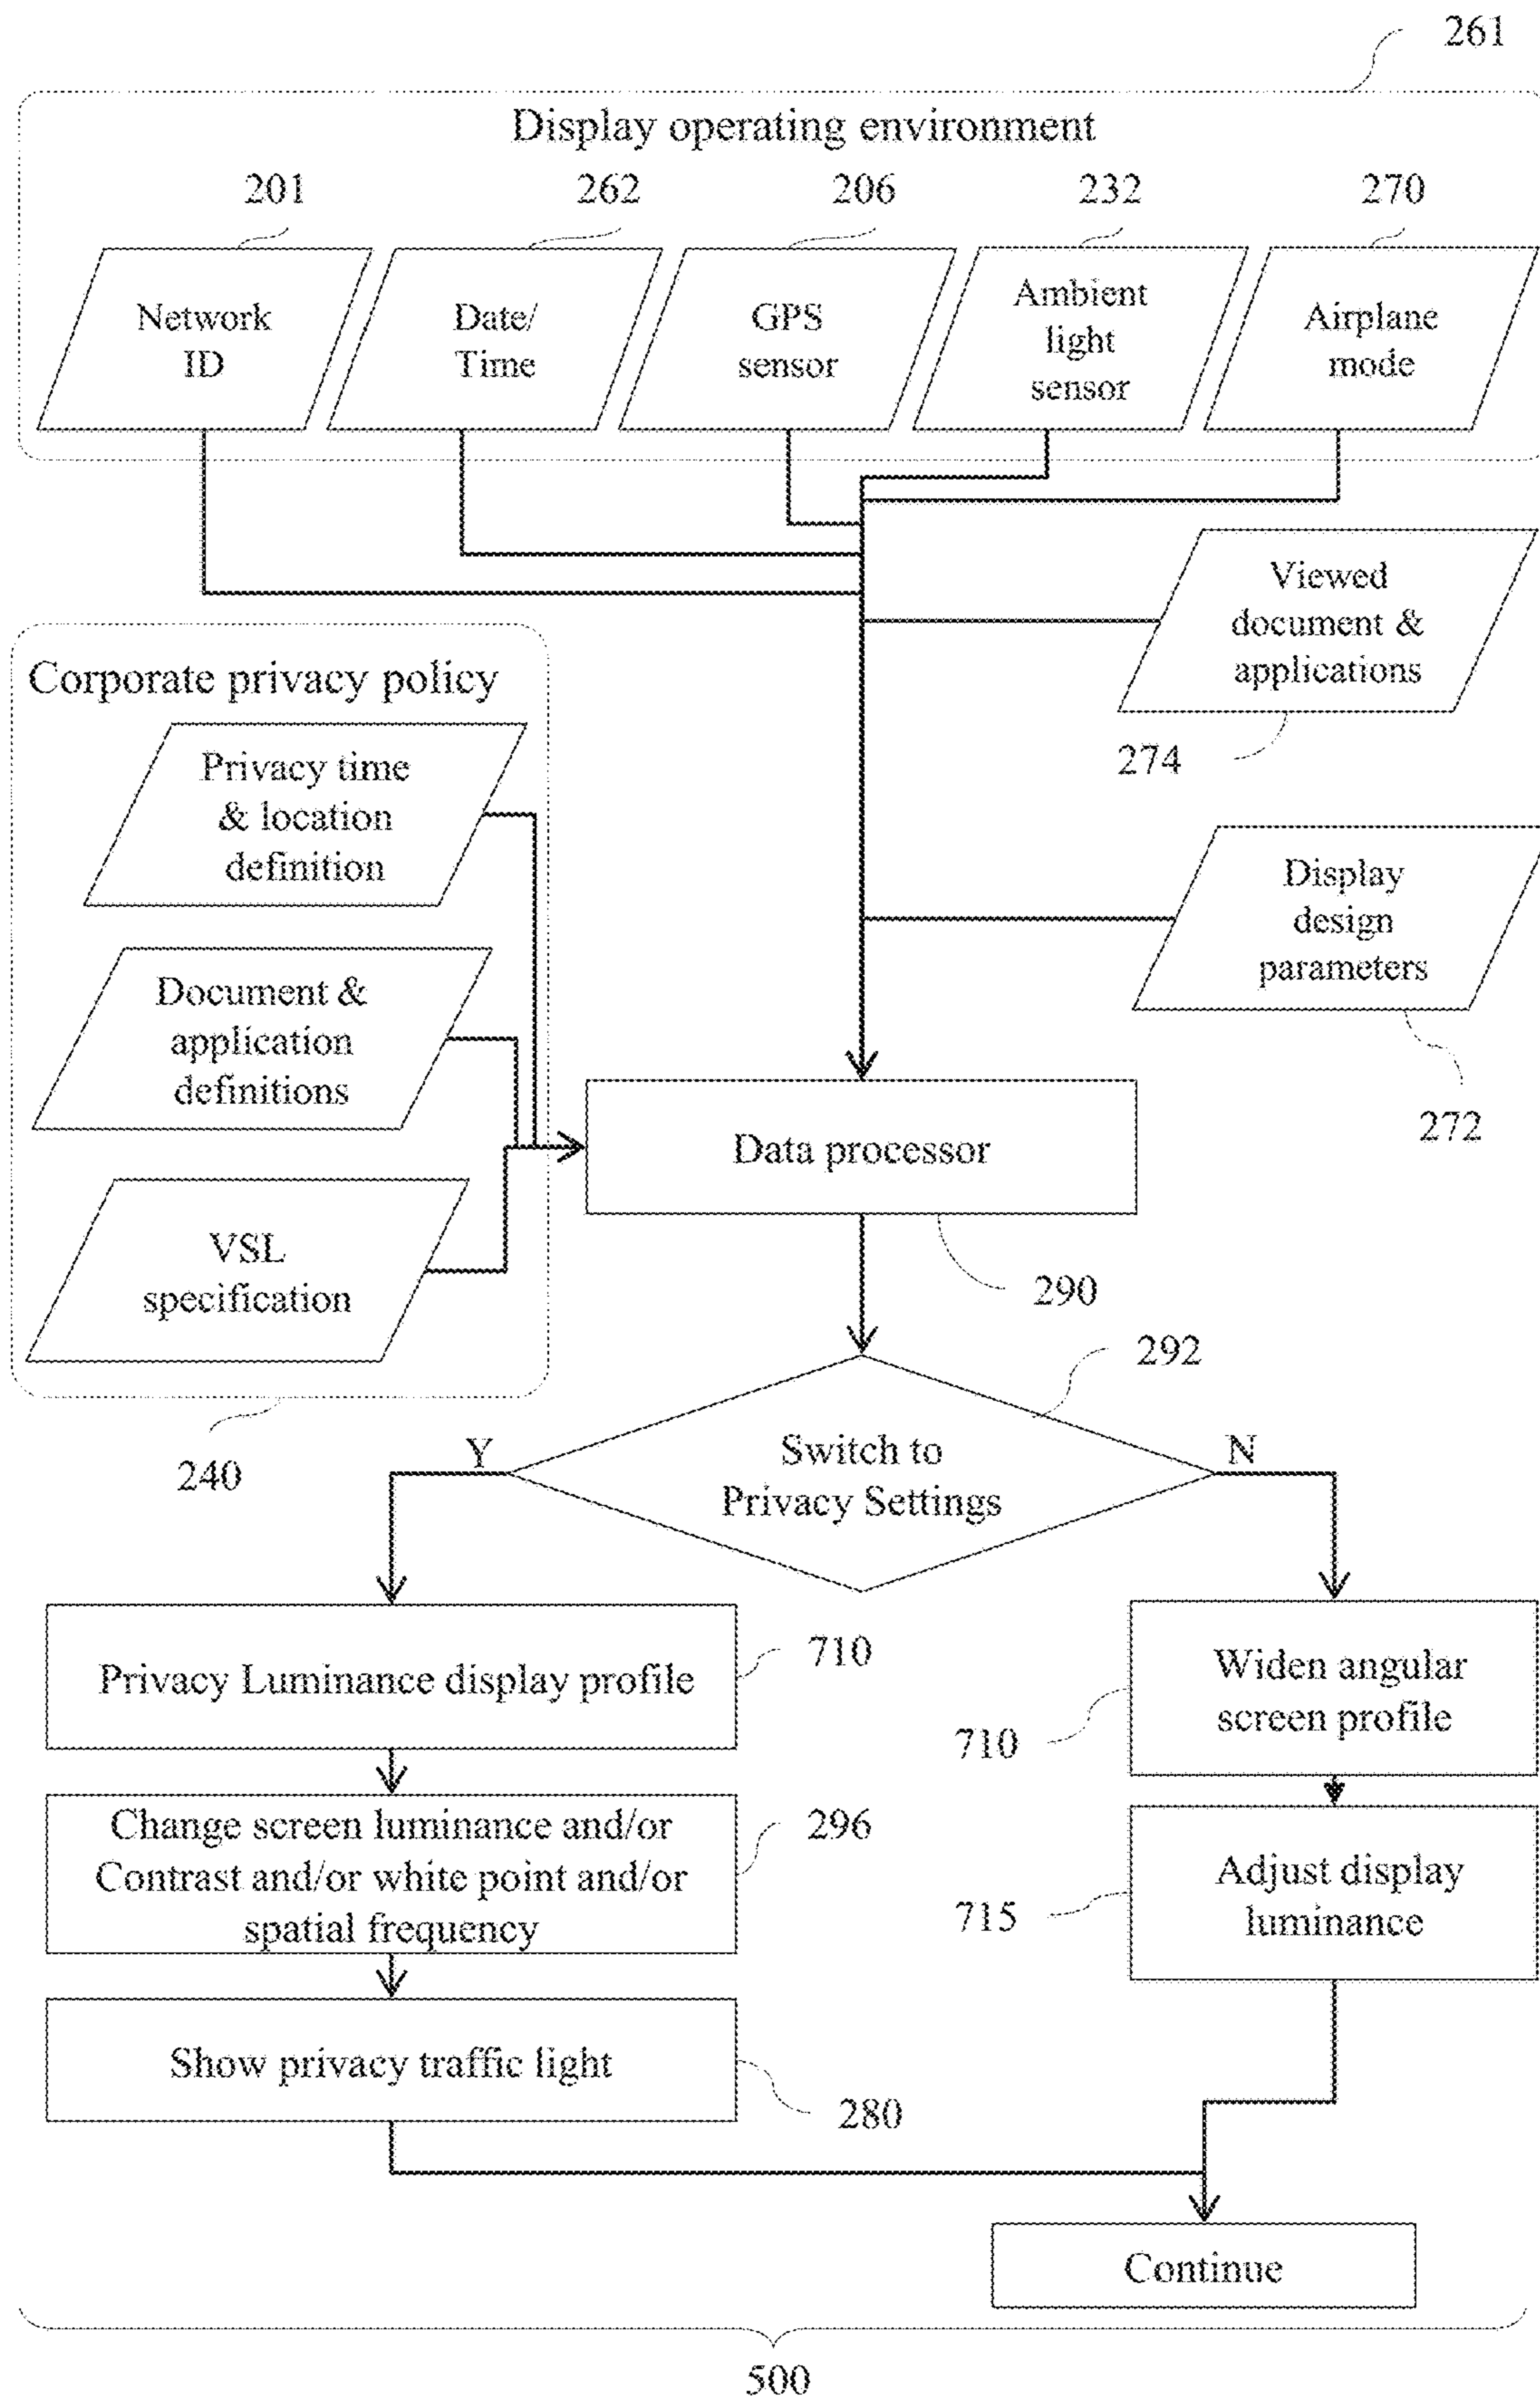 261
Display operating environment
201
262
206
232
270
Network
ID
Date/
Time
GPS
sensor
Ambient
light
sensor
Airplane
mode
Viewed
document &
applications
274
Corporate privacy policy
Privacy time
& location
definition
Display
design
parameters
272
Document &
application
definitions
VSL
specification
240
Data processor
290
292
Switch to
Privacy Settings
Y
N
Privacy Luminance display profile
710
Widen angular
screen profile
710
Change screen luminance and/or
Contrast and/or white point and/or
spatial frequency
296
Adjust display
luminance
715
Show privacy traffic light
280
Continue
500